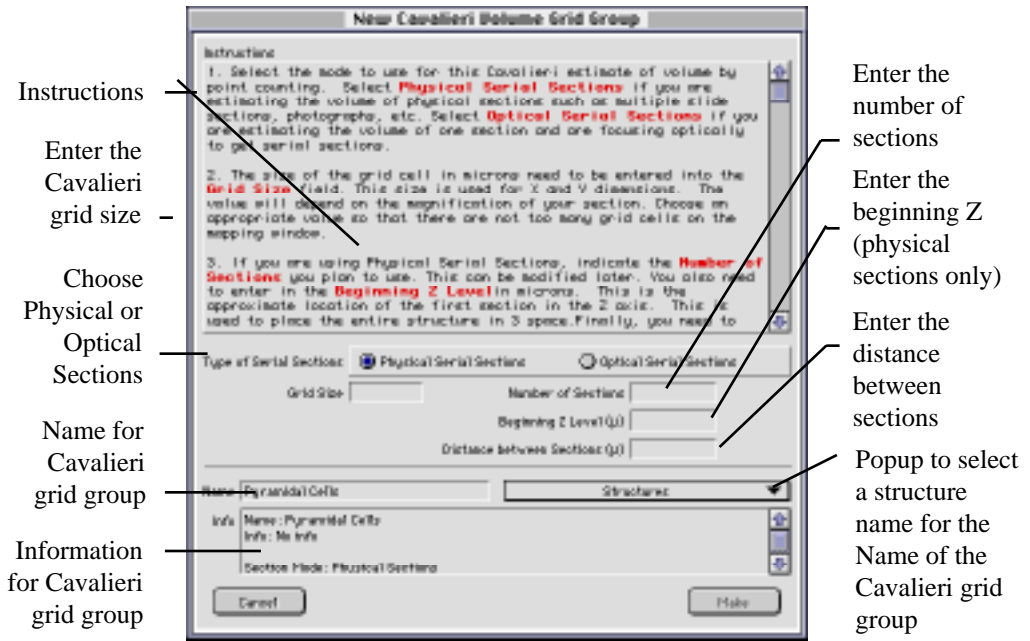 New Cavalieri Volume Grid Group
Instructions
1. Select the mode to use for this Cavalieri estimate of volume by
point counting. Select Physical Serial Sections if you are
estimating the volume of physical sections such as multiple slide
sections, photographs, etc. Select Optical Serial Sections if you
are estimating the volume of one section and are focusing optically
to get serial sections.
2. The size of the grid cell in microns need to be entered into the
Grid Size field. This size is used for X and Y dimensions. The
value will depend on the magnification of your section. Choose an
appropriate value so that there are not too many grid cells on the
mapping window.
3. If you are using Physical Serial Sections, indicate the Number of
Sections you plan to use. This can be modified later. You also need
to enter in the Beginning Z Level in microns. This is the
approximate location of the first section in the Z axis. This is
used to place the entire structure in 3 space.Finally, you need to
Type of Serial Sections
Physical Serial Sections
Optical Serial Sections
Grid Size
Number of Sections
Beginning Z Level (µ)
Distance between Sections (µ)
Name
Pyramidal Cells
Structures
Info
Name: Pyramidal Cells
Info: No info
Section Mode: Physical Sections
Cancel
Make
Instructions
Enter the
Cavalieri
grid size
Choose
Physical or
Optical
Sections
Name for
Cavalieri
grid group
Information
for Cavalieri
grid group
Enter the
number of
sections
Enter the
beginning Z
(physical
sections only)
Enter the
distance
between
sections
Popup to select
a structure
name for the
Name of the
Cavalieri grid
group